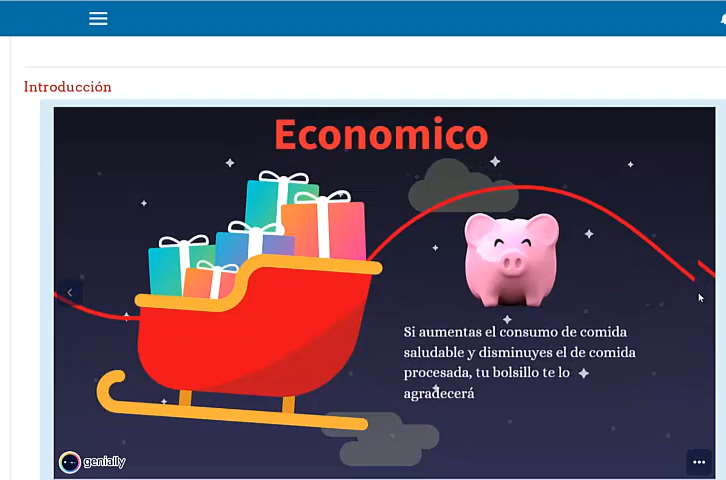 Introducción
Economico
Si aumentas el consumo de comida
saludable y disminuyes el de comida
procesada, tu bolsillo te lo
agradecerá
genially